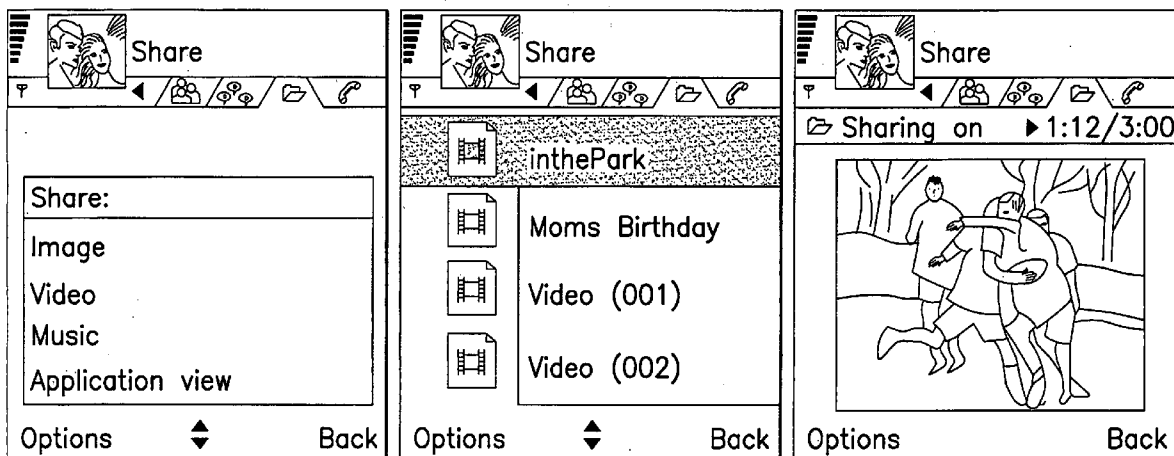 Share
Share:
Image
Video
Music
Application view
Options
Back
Share
inthePark
Moms Birthday
Video (001)
Video (002)
Options
Back
Share
Sharing on 1:12/3:00
Options
Back